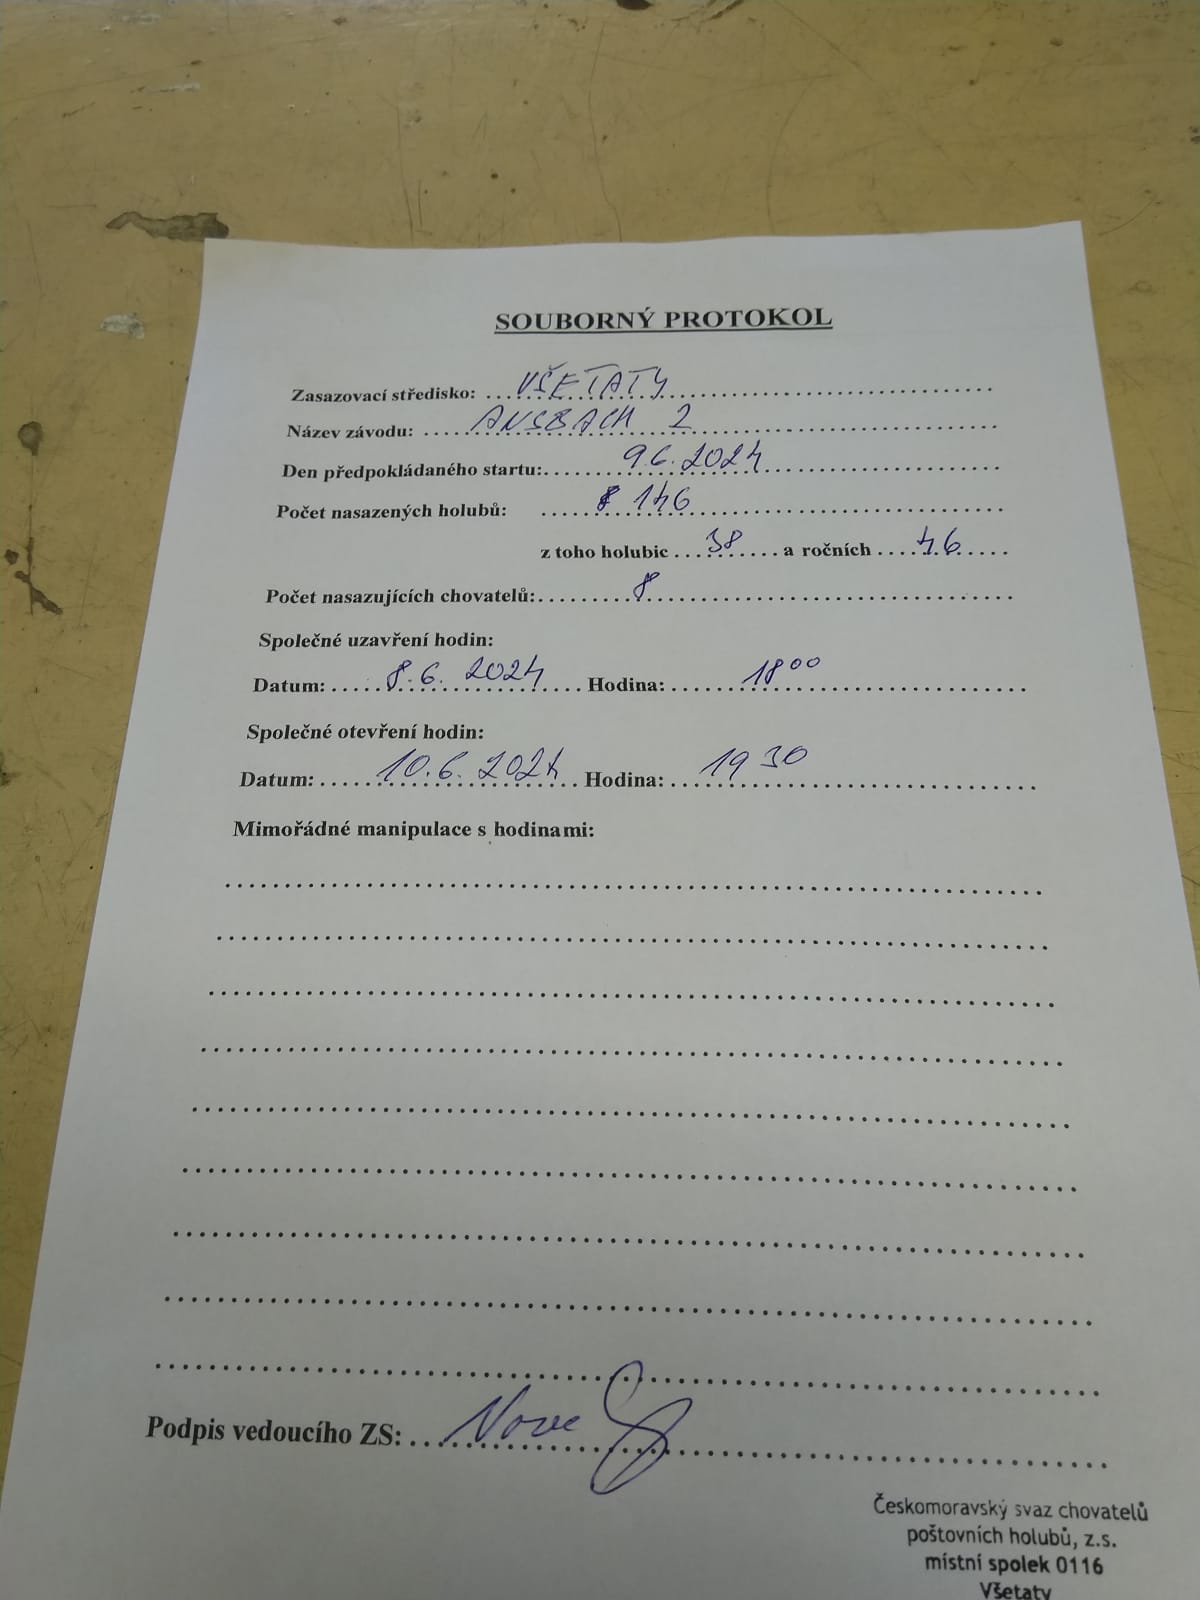 SOUBORNÝ PROTOKOL
Zasazovací středisko: VŠETATY
Název závodu: ANSBACH 2
Den předpokládaného startu: 9.6.2024
Počet nasazených holubů: 146
z toho holubic 38 a ročních 46
Počet nasazujících chovatelů: 8
Společné uzavření hodin:
Datum: 8.6. 2024 Hodina: 18 00
Společné otevření hodin:
Datum: 10.6. 2024 Hodina: 19 30
Mimořádné manipulace s hodinami:
Podpis vedoucího ZS:
Českomoravský svaz chovatelů
poštovních holubů, z.s.
místní spolek 0116
Všetaty